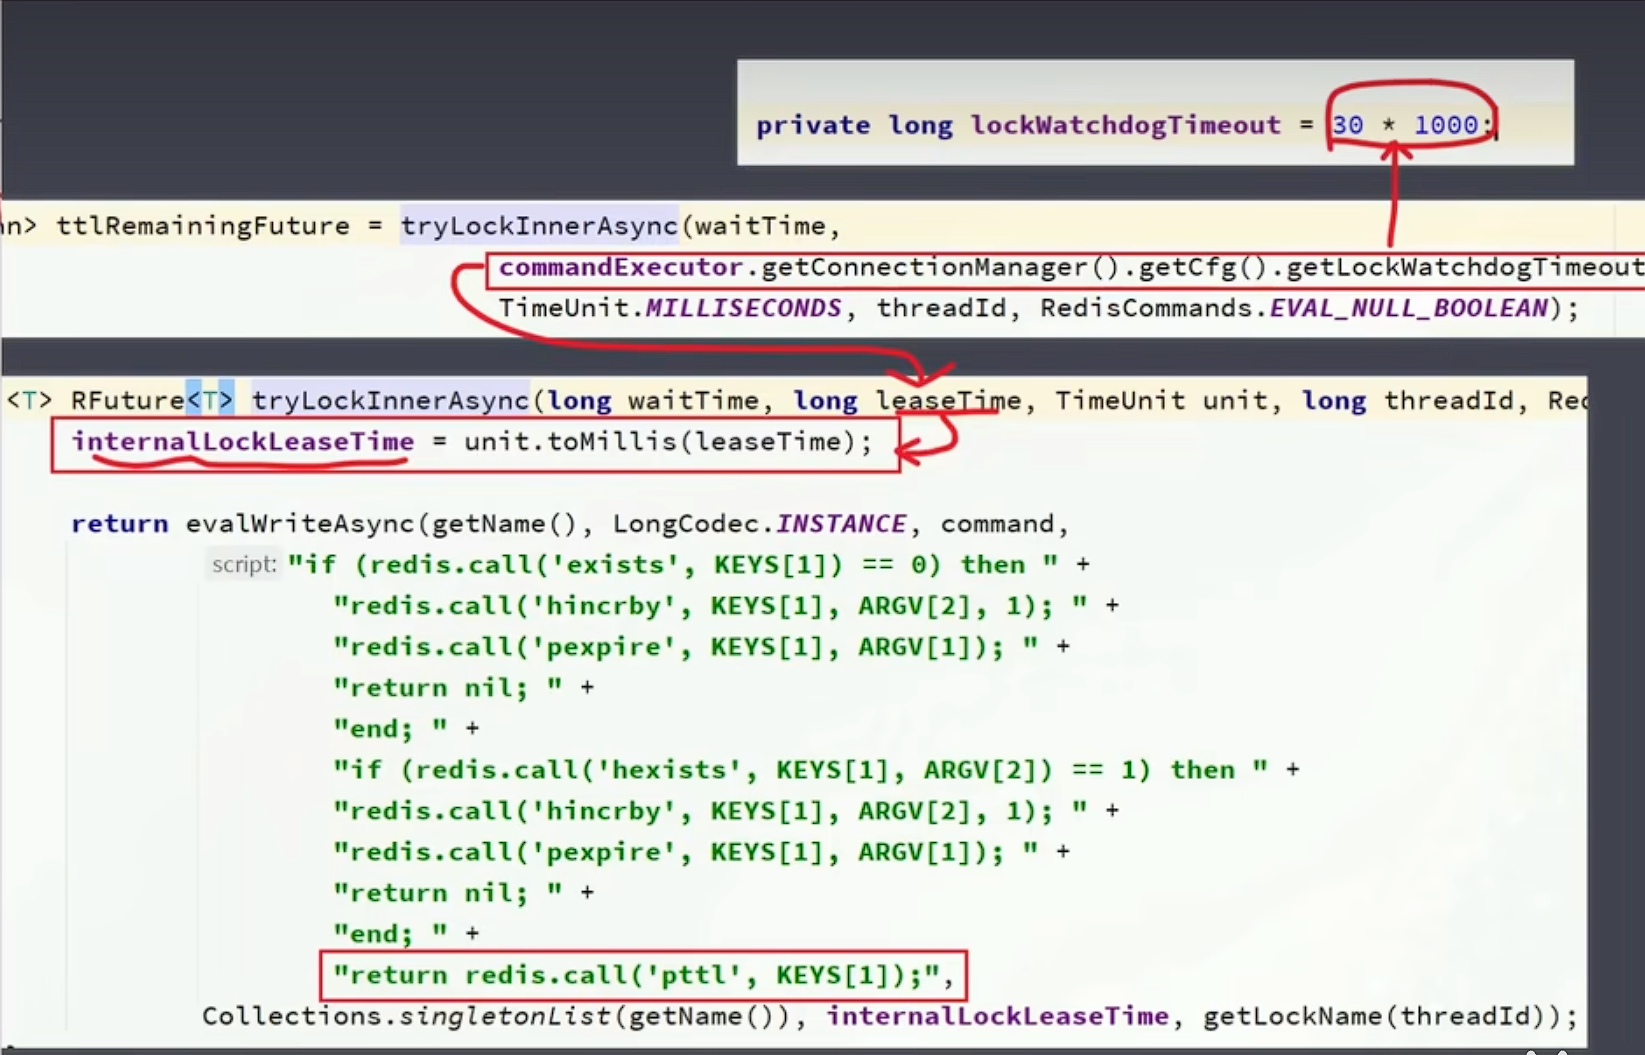 private long lockWatchdogTimeout = 30 * 1000;
n> ttlRemainingFuture = tryLockInnerAsync(waitTime,
commandExecutor.getConnectionManager().getCfg().getLockWatchdogTimeout
TimeUnit.MILLISECONDS, threadId, RedisCommands.EVAL_NULL_BOOLEAN);
<T> RFuture<T> tryLockInnerAsync(long waitTime, long leaseTime, TimeUnit unit, long threadId, Red
internalLockLeaseTime = unit.toMillis(leaseTime);
return evalWriteAsync(getName(), LongCodec.INSTANCE, command,
script: "if (redis.call('exists', KEYS[1]) == 0) then " +
"redis.call('hincrby', KEYS[1], ARGV[2], 1); " +
"redis.call('pexpire', KEYS[1], ARGV[1]); " +
"return nil; " +
"end; " +
"if (redis.call('hexists', KEYS[1], ARGV[2]) == 1) then " +
"redis.call('hincrby', KEYS[1], ARGV[2], 1); " +
"redis.call('pexpire', KEYS[1], ARGV[1]); " +
"return nil; " +
"end; " +
"return redis.call('pttl', KEYS[1]);",
Collections.singletonList(getName()), internalLockLeaseTime, getLockName(threadId));